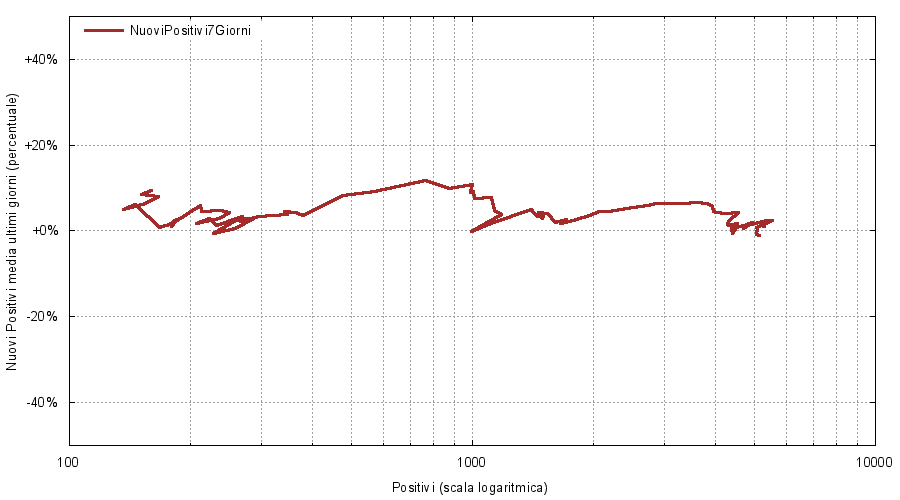 NuoviPositivi7Giorni
+40%
+20%
+0%
-20%
-40%
Nuovi Positivi media ultimi giorni (percentuale)
100
1000
10000
Positivi (scala logaritmica)